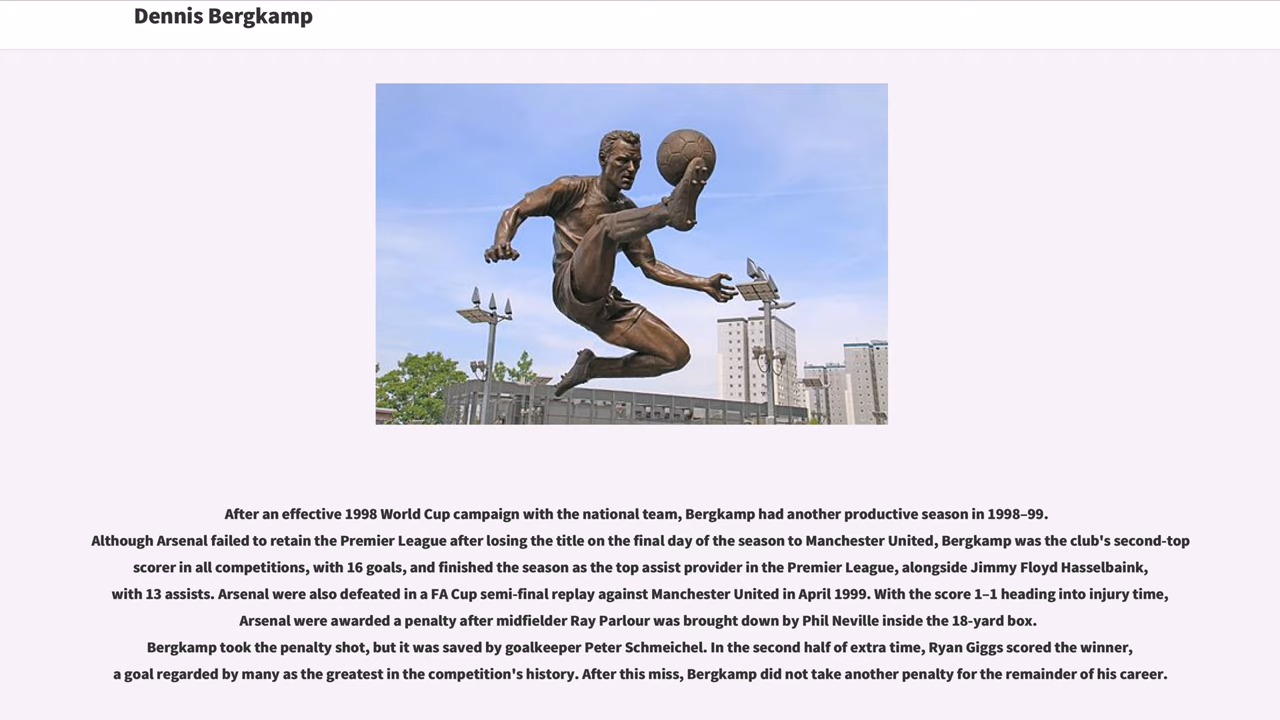 Dennis Bergkamp
After an effective 1998 World Cup campaign with the national team, Bergkamp had another productive season in 1998–99.
Although Arsenal failed to retain the Premier League after losing the title on the final day of the season to Manchester United, Bergkamp was the club's second-top
scorer in all competitions, with 16 goals, and finished the season as the top assist provider in the Premier League, alongside Jimmy Floyd Hasselbaink,
with 13 assists. Arsenal were also defeated in a FA Cup semi-final replay against Manchester United in April 1999. With the score 1–1 heading into injury time,
Arsenal were awarded a penalty after midfielder Ray Parlour was brought down by Phil Neville inside the 18-yard box.
Bergkamp took the penalty shot, but it was saved by goalkeeper Peter Schmeichel. In the second half of extra time, Ryan Giggs scored the winner,
a goal regarded by many as the greatest in the competition's history. After this miss, Bergkamp did not take another penalty for the remainder of his career.